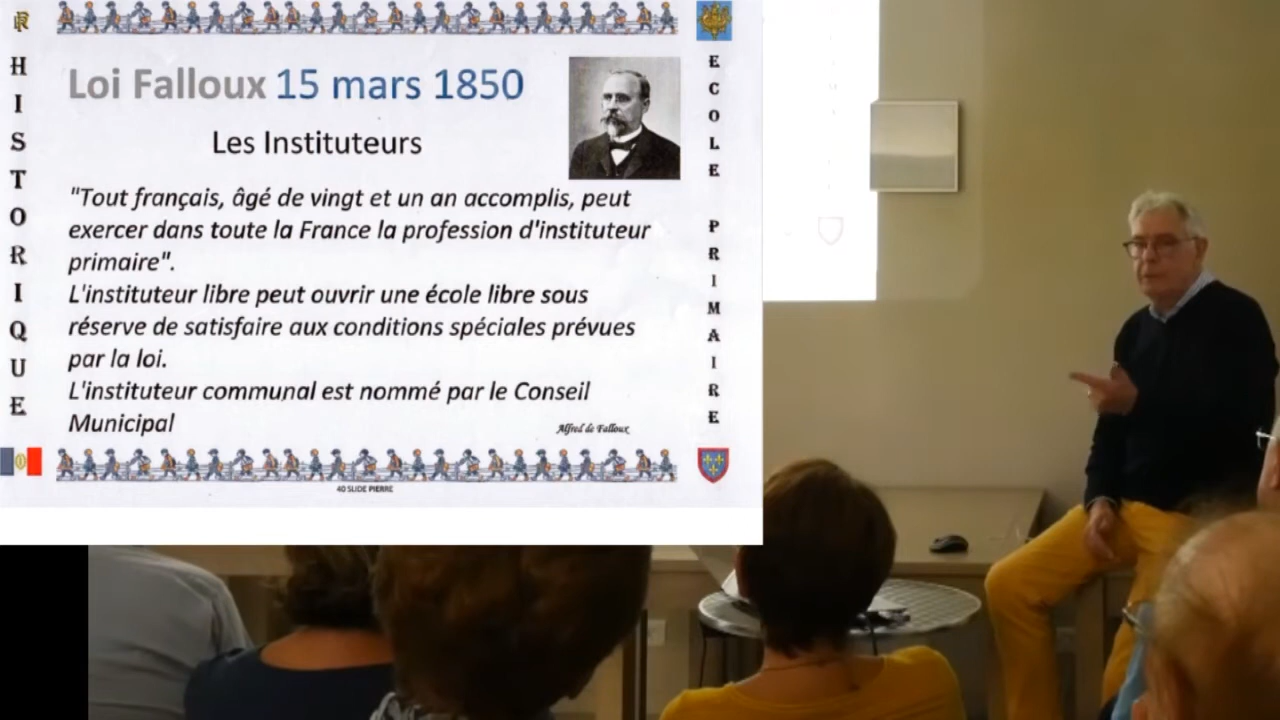 RF
HISTORIQUE
Loi Falloux 15 mars 1850
Les Instituteurs
"Tout français, âgé de vingt et un an accomplis, peut
exercer dans toute la France la profession d'instituteur
primaire".
L'instituteur libre peut ouvrir une école libre sous
réserve de satisfaire aux conditions spéciales prévues
par la loi.
L'instituteur communal est nommé par le Conseil
Municipal
Alfred de Falloux
40 SLIDE PIERRE
ECOLE PRIMAIRE